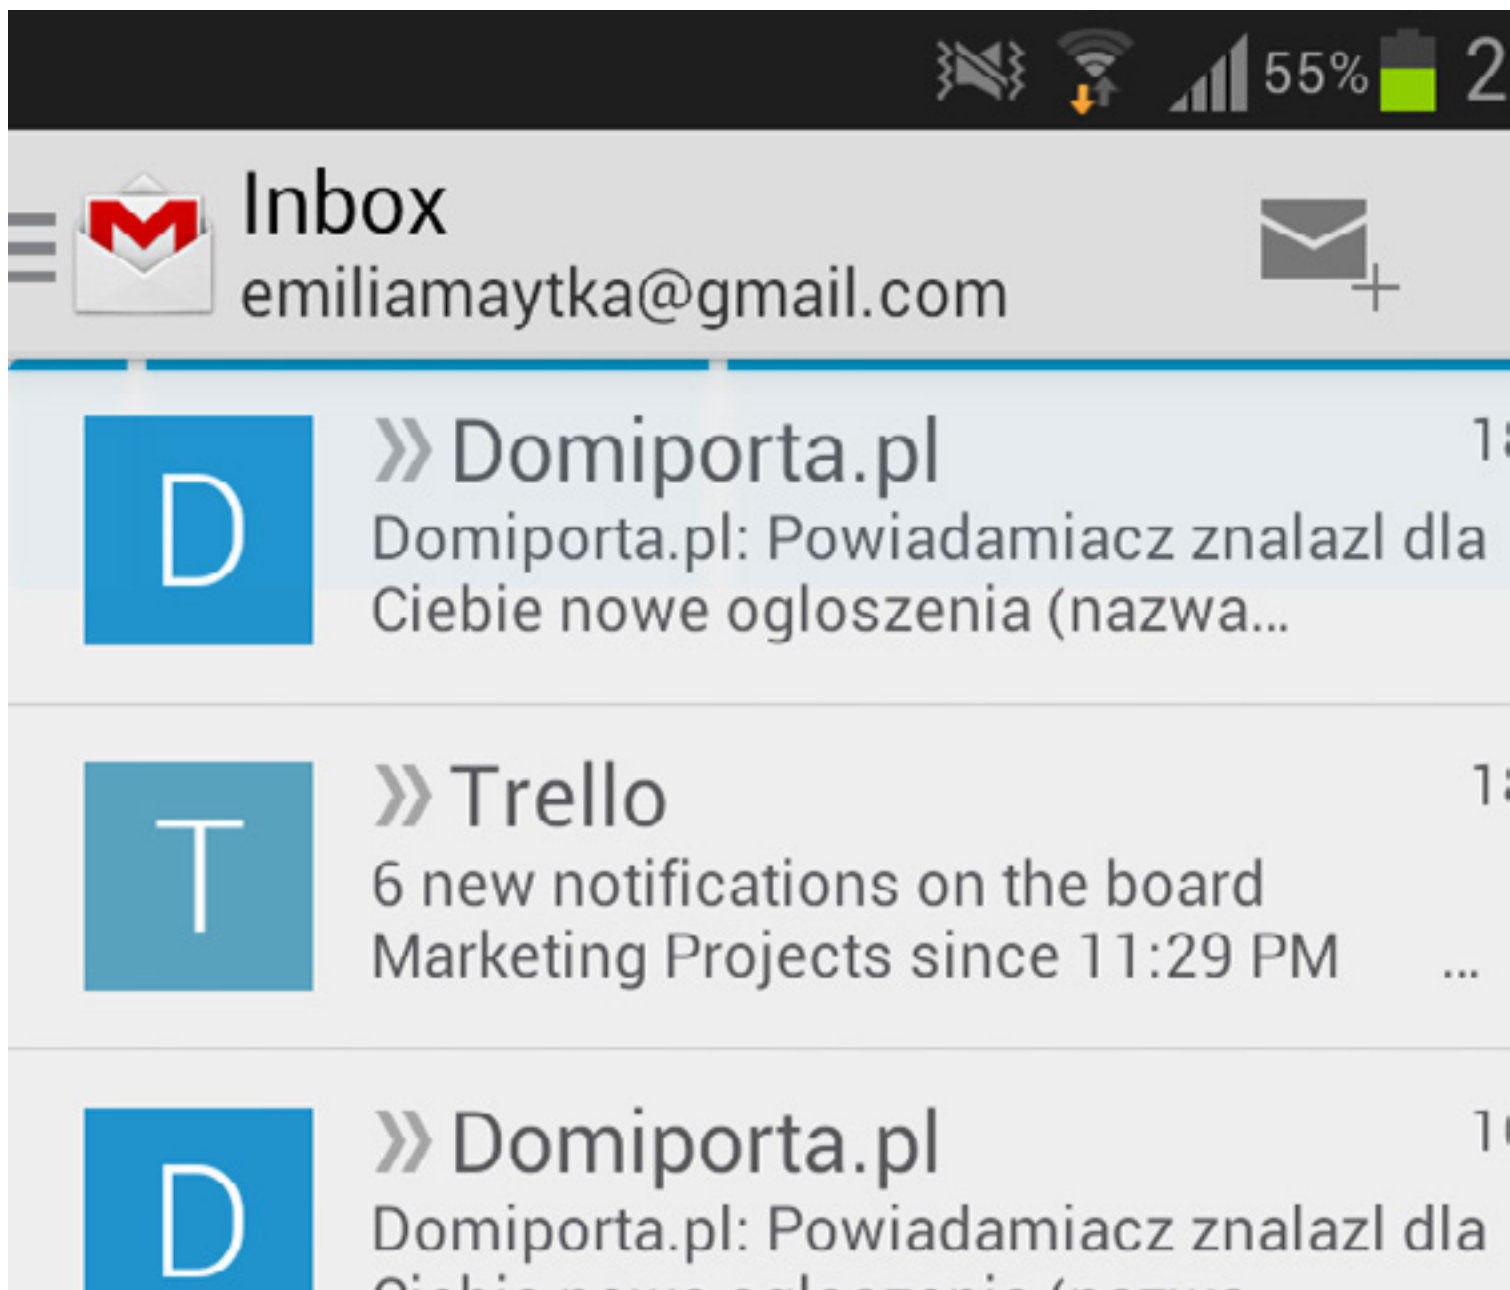 55%
Inbox
emiliamaytka@gmail.com
D
Domiporta.pl
Domiporta.pl: Powiadamiacz znalazl dla
Ciebie nowe ogloszenia (nazwa...
T
Trello
6 new notifications on the board
Marketing Projects since 11:29 PM ...
D
Domiporta.pl
Domiporta.pl: Powiadamiacz znalazl dla